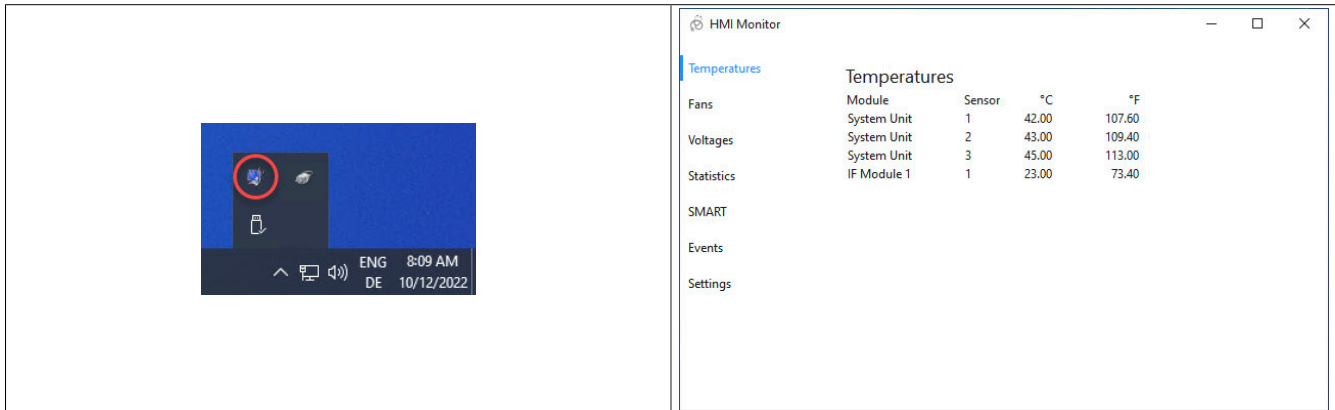 ENG 8:09 AM
DE 10/12/2022
HMI Monitor
Temperatures
Fans
Voltages
Statistics
SMART
Events
Settings
Temperatures
Module Sensor °C °F
System Unit 1 42.00 107.60
System Unit 2 43.00 109.40
System Unit 3 45.00 113.00
IF Module 1 1 23.00 73.40